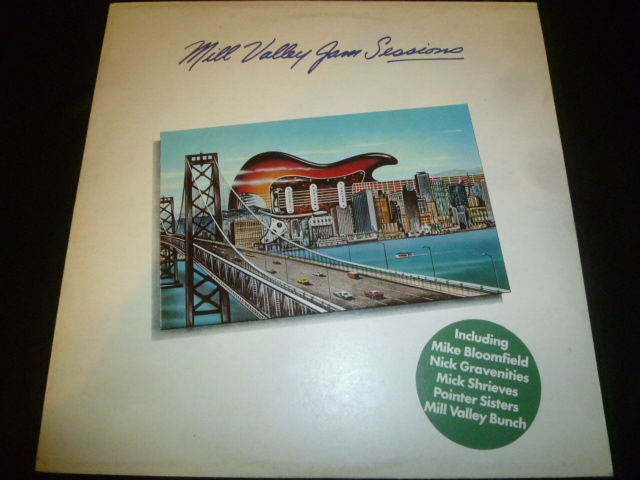 Mill Valley Jam Sessions
Including
Mike Bloomfield
Nick Gravenities
Mick Shrieves
Pointer Sisters
Mill Valley Bunch